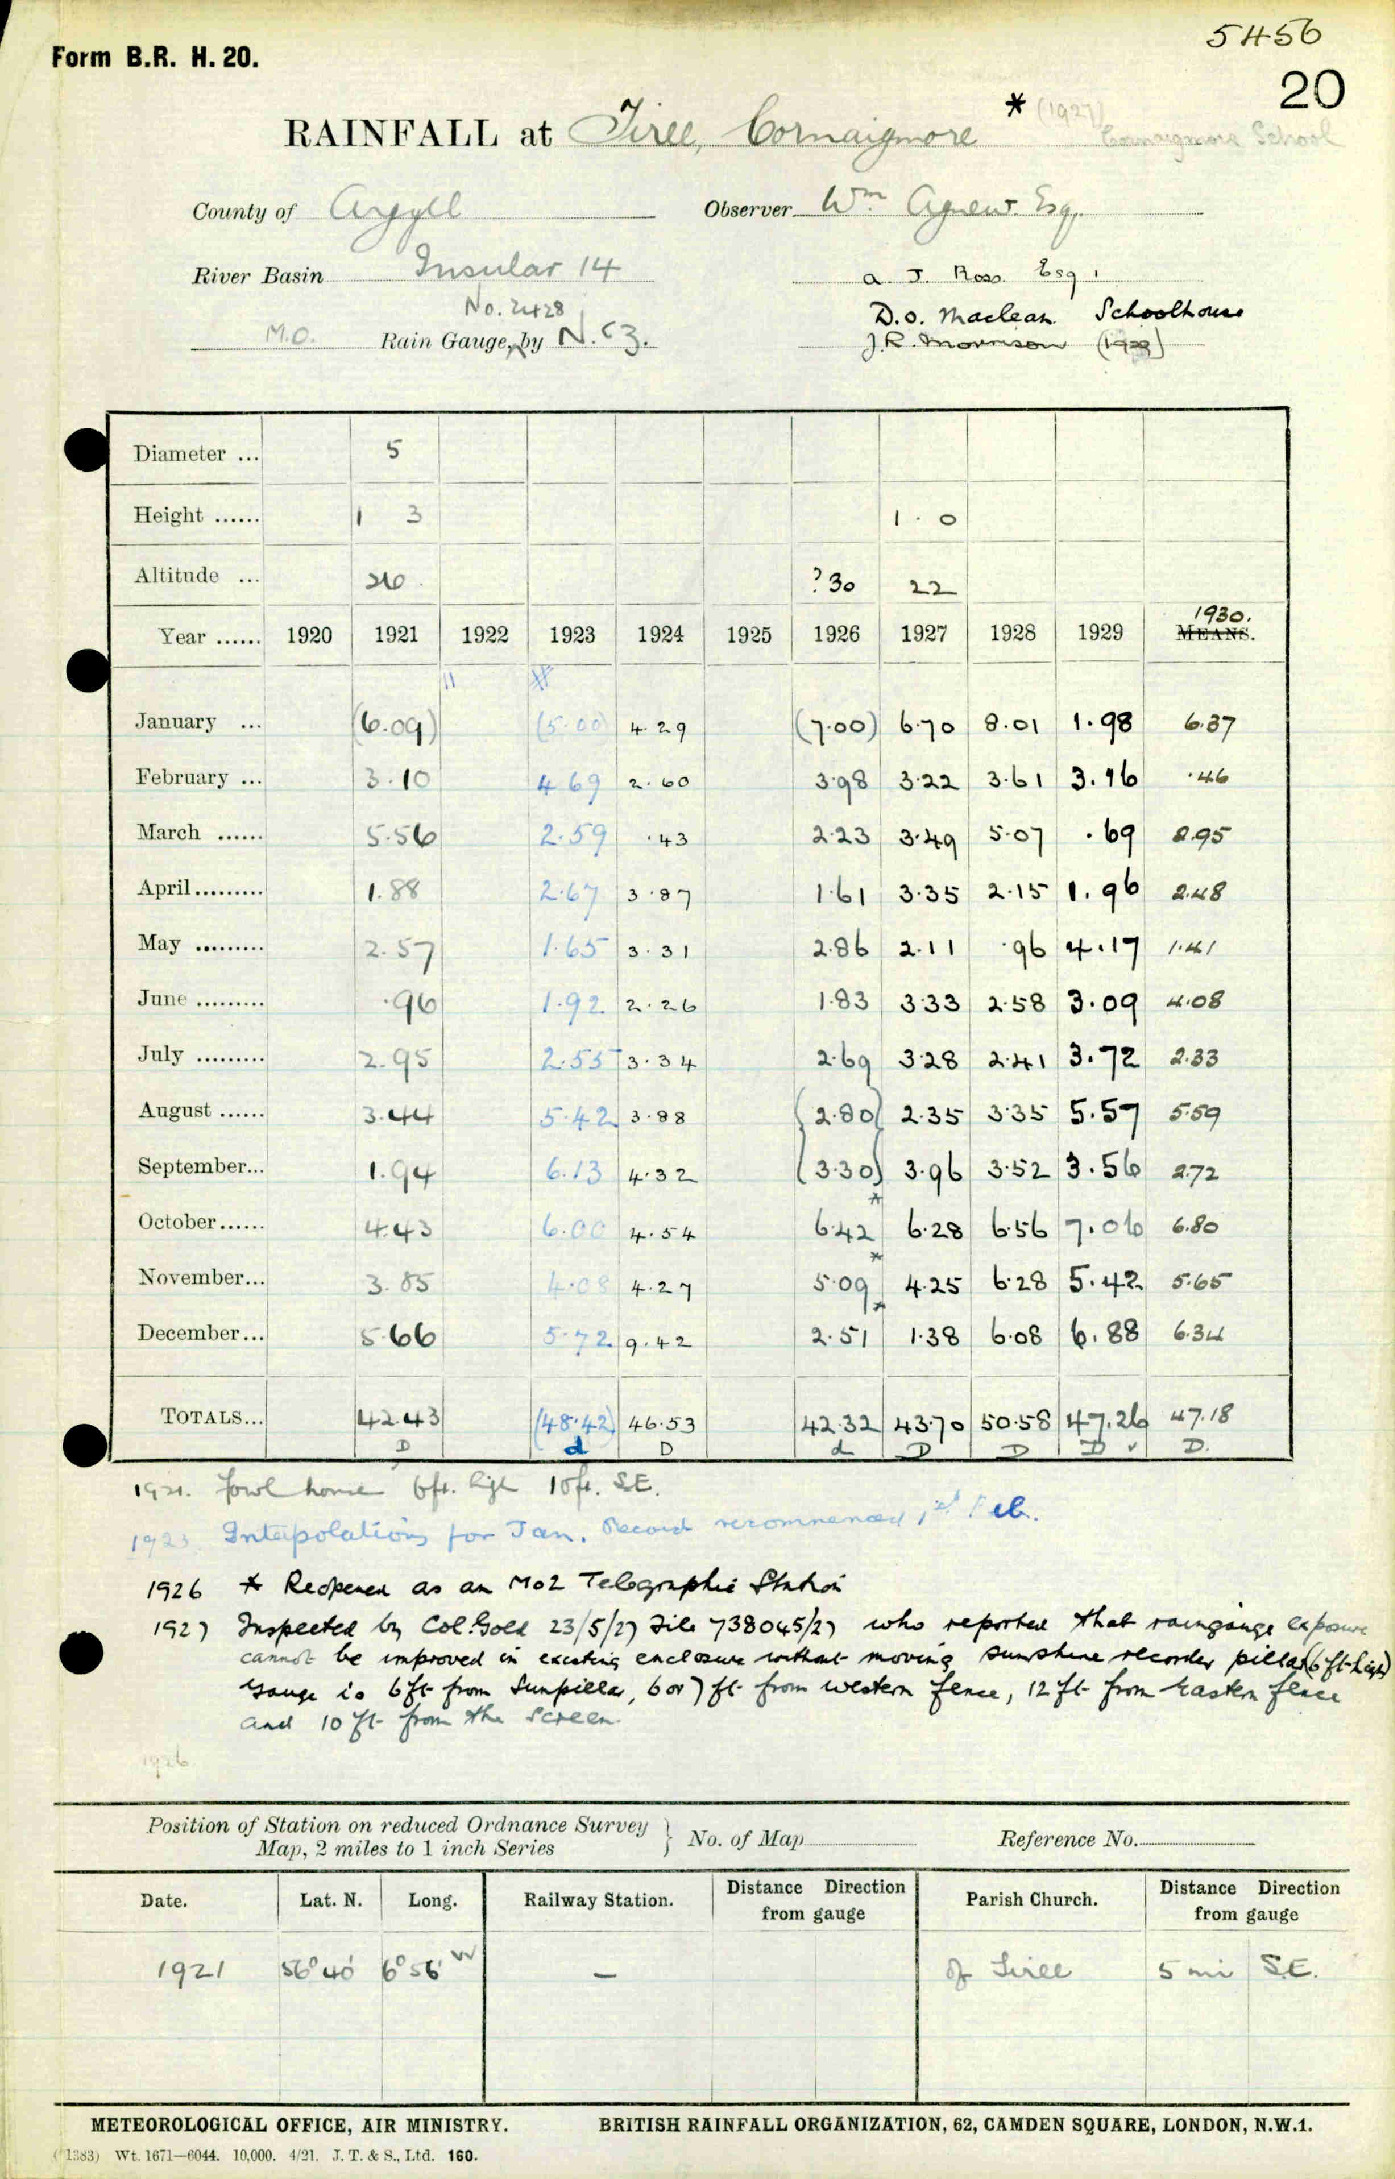 5456
Form B.R. H. 20.
20
RAINFALL at Tiree, Cornaigmore * (1927) Cornaigmore School
County of Argyll Observer Wm Agnew Esq.
River Basin Insular 14 A J. Ross Esq.
No. 2428 D.O. Maclean Schoolhouse
M.O. Rain Gauge, by N.&Z. J.R. Morrison
Diameter ... 5
Height ...... 1 3 1 . 0
Altitude ... 26 ?30 22
1930.
Year ...... 1920 1921 1922 1923 1924 1925 1926 1927 1928 1929 MEANS.
January ... (6.09) (5.00) 4.29 (7.00) 6.70 8.01 1.98 6.37
February ... 3.10 4.69 2.60 3.98 3.22 3.61 3.16 .46
March ...... 5.56 2.59 .43 2.23 3.49 5.07 .69 2.95
April......... 1.88 2.67 3.87 1.61 3.35 2.15 1.96 2.48
May ......... 2.57 1.65 3.31 2.86 2.11 .96 4.17 1.41
June ......... .96 1.92 2.26 1.83 3.33 2.58 3.09 4.08
July ......... 2.95 2.55 3.34 2.69 3.28 2.41 3.72 2.33
August ...... 3.44 5.42 3.88 (2.80) 2.35 3.35 5.57 5.59
September... 1.94 6.13 4.32 (3.30) 3.96 3.52 3.56 2.72
October...... 4.43 6.00 4.54 6.42 * 6.28 6.56 7.06 6.80
November... 3.85 4.08 4.27 5.09 * 4.25 6.28 5.42 5.65
December... 5.66 5.72 9.42 2.51 * 1.38 6.08 6.88 6.34
TOTALS... 42.43 (48.42) 46.53 42.32 43.70 50.58 47.26 47.18
D d D d D D D ✓ D.
1921. Fowl house 6ft. high 10ft. S.E.
1923 Interpolations for Jan. Record recommenced 1st Feb.
1926 * Reopened as an MO2 Telegraphic Station
1927 Inspected by Col. Gold 23/5/27 File 738045/27 who reported that raingauge exposure
cannot be improved in existing enclosure without moving sunshine recorder pillar (6 ft high)
Gauge is 6ft from Sunpillar, 6 or 7 ft from western fence, 12 ft from Eastern fence
and 10 ft from the Screen.
1926
Position of Station on reduced Ordnance Survey
Map, 2 miles to 1 inch Series } No. of Map Reference No.
Date. Lat. N. Long. Railway Station. Distance Direction from gauge Parish Church. Distance Direction from gauge
1921 56° 40' 6° 56' W — of Tiree 5 mi S.E.
METEOROLOGICAL OFFICE, AIR MINISTRY. BRITISH RAINFALL ORGANIZATION, 62, CAMDEN SQUARE, LONDON, N.W.1.
(1383) Wt. 1671—6044. 10,000. 4/21. J. T. & S., Ltd. 160.